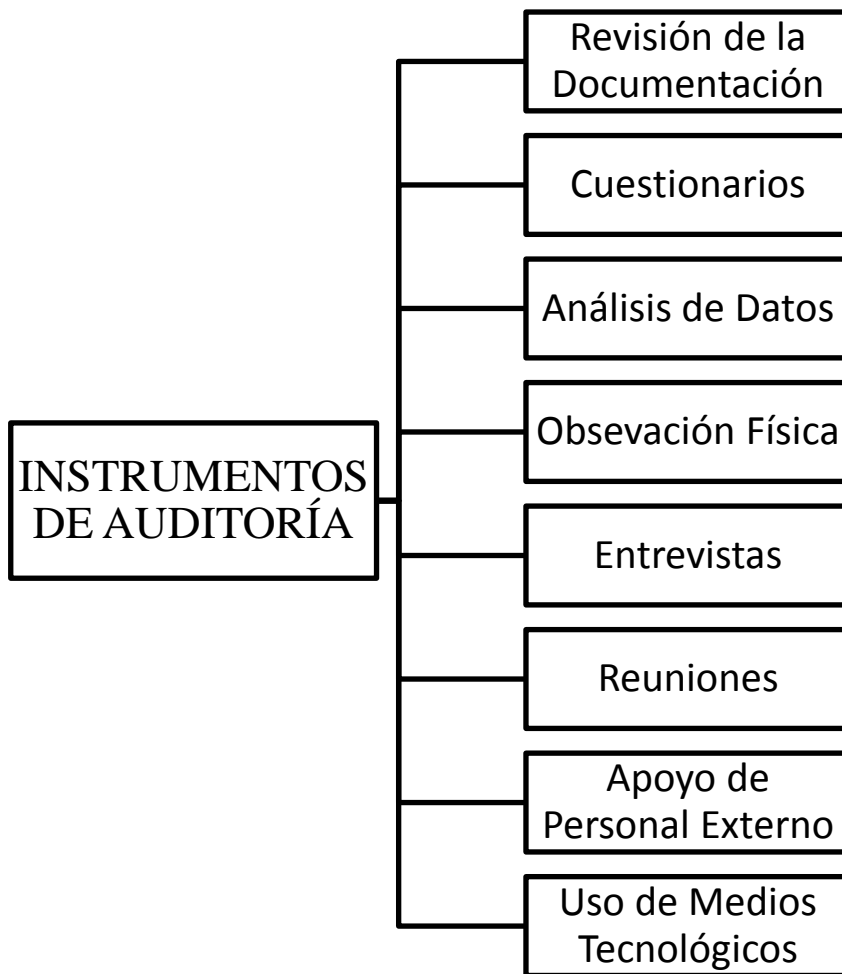 Revisión de la
Documentación
Cuestionarios
Análisis de Datos
Obsevación Física
INSTRUMENTOS
DE AUDITORÍA
Entrevistas
Reuniones
Apoyo de
Personal Externo
Uso de Medios
Tecnológicos